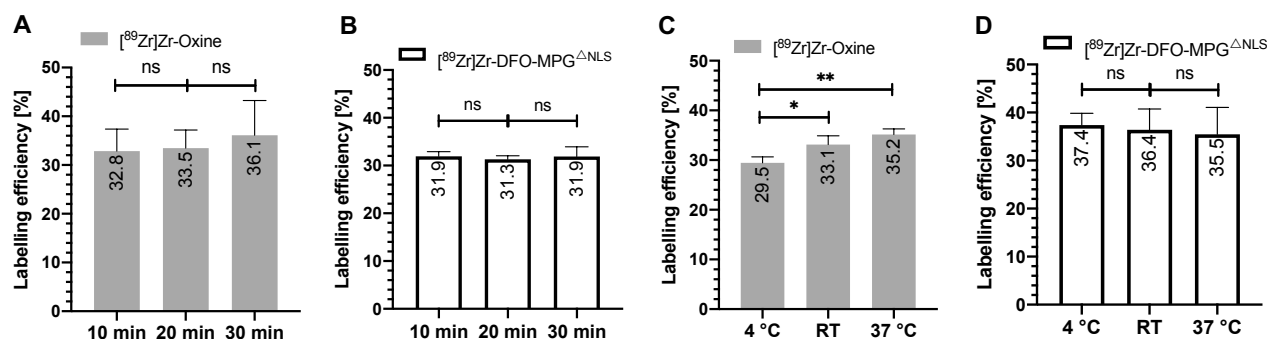 A
[⁸⁹Zr]Zr-Oxine
Labelling efficiency [%]
50
40
30
20
10
0
ns
ns
32.8
33.5
36.1
10 min 20 min 30 min
B
[⁸⁹Zr]Zr-DFO-MPG△NLS
Labelling efficiency [%]
50
40
30
20
10
0
ns
ns
31.9
31.3
31.9
10 min 20 min 30 min
C
[⁸⁹Zr]Zr-Oxine
Labelling efficiency [%]
50
40
30
20
10
0
**
*
29.5
33.1
35.2
4 °C RT 37 °C
D
[⁸⁹Zr]Zr-DFO-MPG△NLS
Labelling efficiency [%]
50
40
30
20
10
0
ns
ns
37.4
36.4
35.5
4 °C RT 37 °C